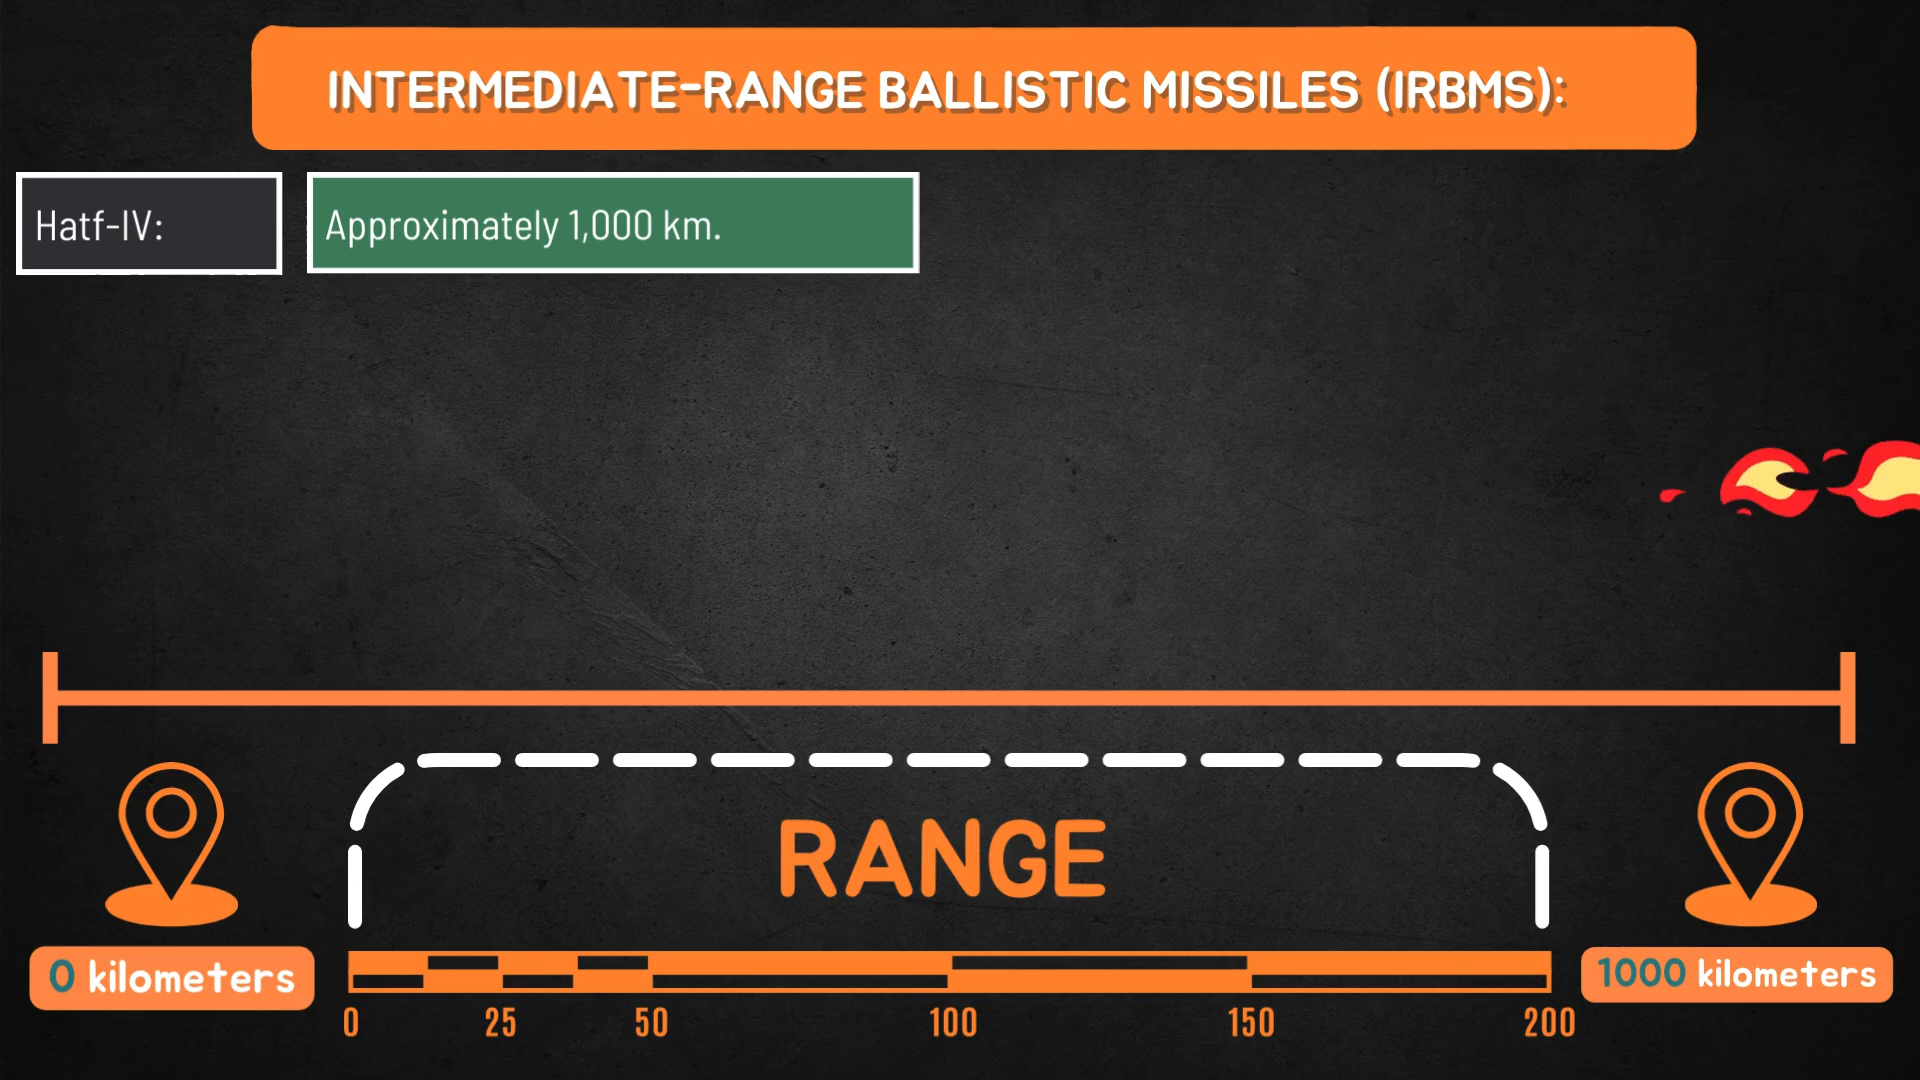 INTERMEDIATE-RANGE BALLISTIC MISSILES (IRBMS):
Hatf-IV:
Approximately 1,000 km.
RANGE
0 kilometers
1000 kilometers
0 25 50 100 150 200